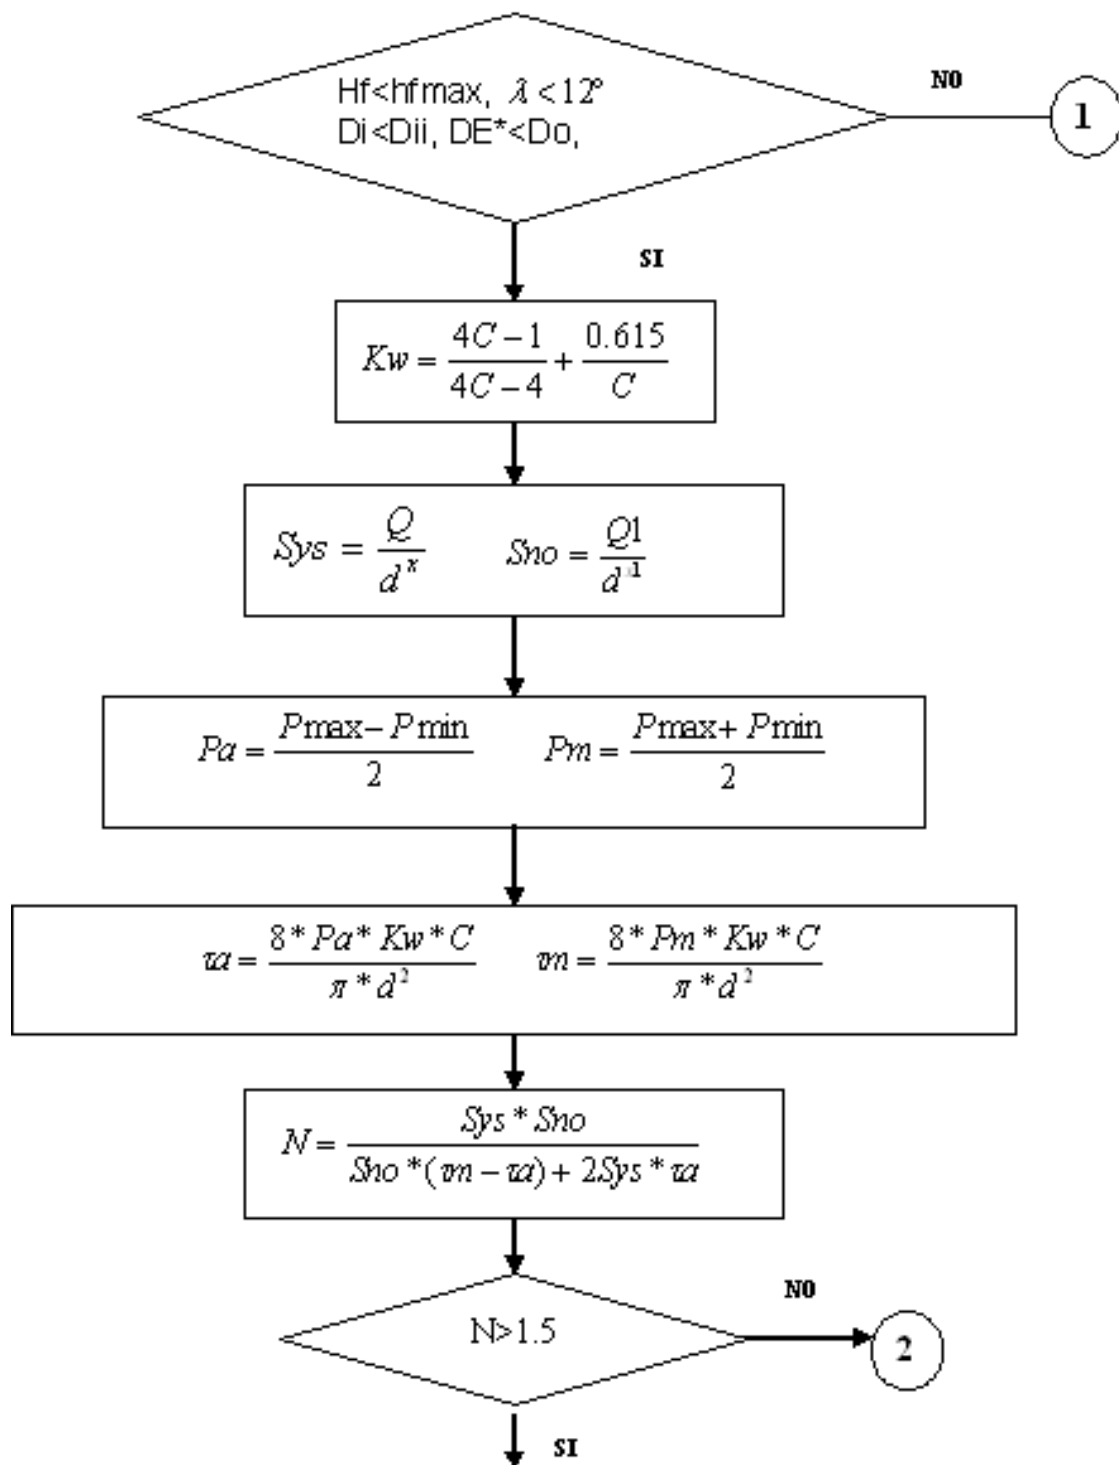 Hf<hfmax, λ<12°
NO
1
Di<Dii, DE*<Do,
SI
Kw = (4C-1)/(4C-4) + 0.615/C
Sys = Q/d^x Sno = Q1/d^x1
Pa = (Pmax-Pmin)/2 Pm = (Pmax+Pmin)/2
τa = (8*Pa*Kw*C)/(π*d²) τm = (8*Pm*Kw*C)/(π*d²)
N = (Sys*Sno)/(Sno*(τm-τa)+2Sys*τa)
NO
N>1.5
2
SI